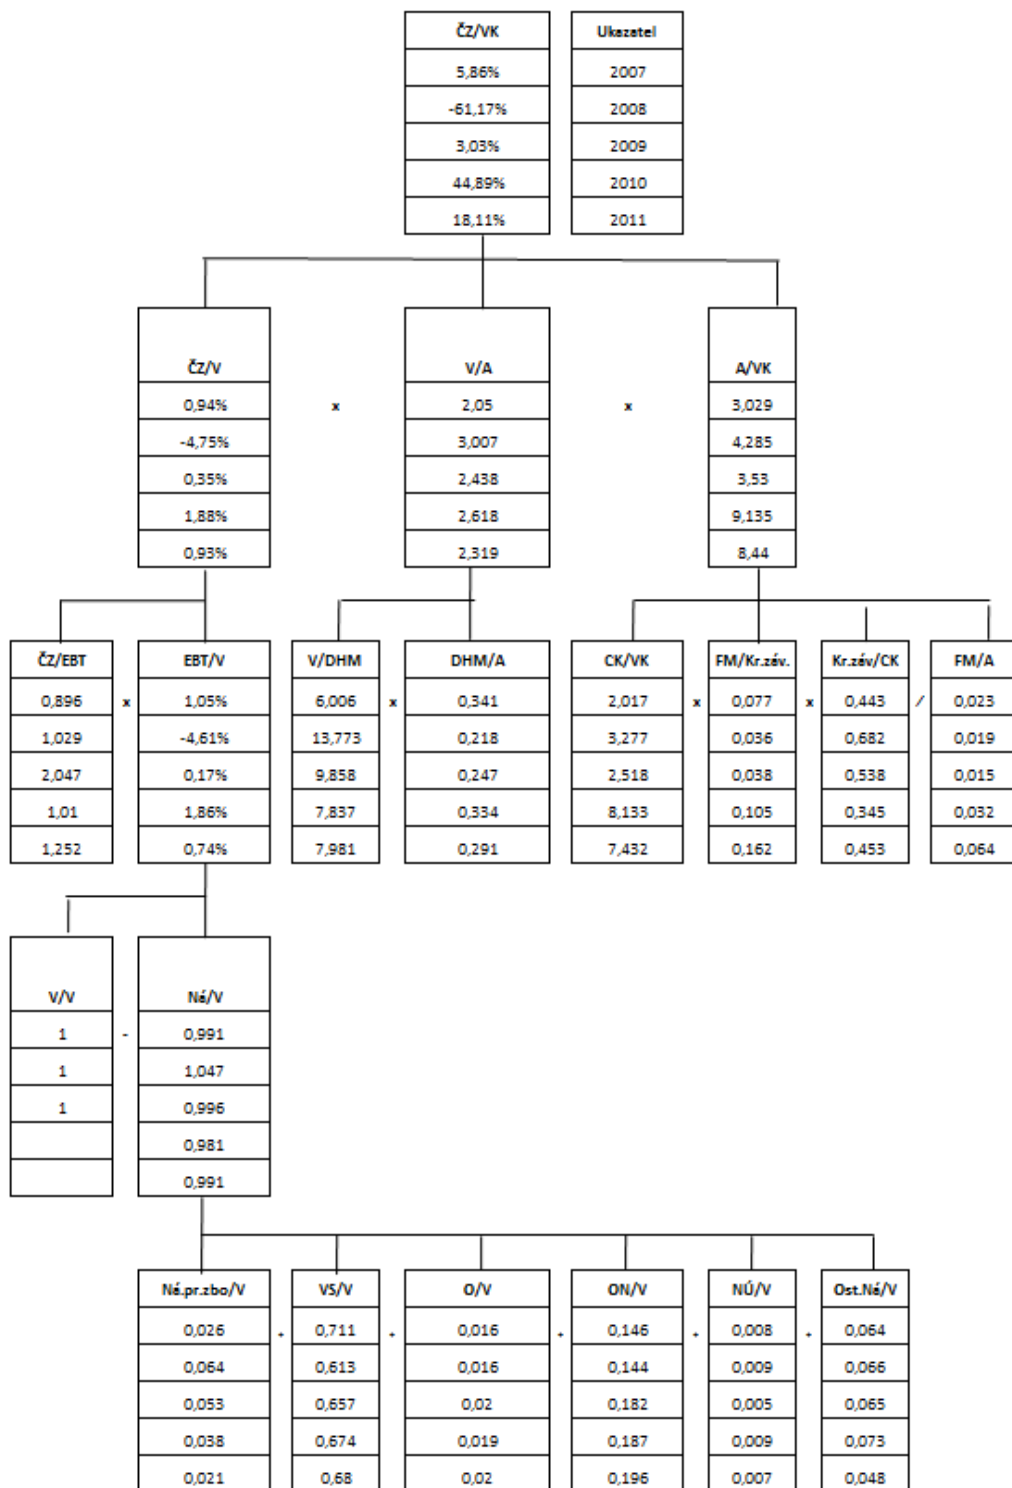 ČZ/VK Ukazatel
5,86% 2007
-61,17% 2008
3,03% 2009
44,89% 2010
18,11% 2011
ČZ/V V/A A/VK
0,94% x 2,05 x 3,029
-4,75% 3,007 4,285
0,35% 2,438 3,53
1,88% 2,618 9,135
0,93% 2,319 8,44
ČZ/EBT EBT/V V/DHM DHM/A CK/VK FM/Kr.záv. Kr.záv/CK FM/A
0,896 x 1,05% 6,006 x 0,341 2,017 x 0,077 x 0,443 / 0,023
1,029 -4,61% 13,773 0,218 3,277 0,036 0,682 0,019
2,047 0,17% 9,858 0,247 2,518 0,038 0,538 0,015
1,01 1,86% 7,837 0,334 8,133 0,105 0,345 0,032
1,252 0,74% 7,981 0,291 7,432 0,162 0,453 0,064
V/V Ná/V
1 - 0,991
1 1,047
1 0,996
0,981
0,991
Ná.pr.zbo/V VS/V O/V ON/V NÚ/V Ost.Ná/V
0,026 + 0,711 + 0,016 + 0,146 + 0,008 + 0,064
0,064 0,613 0,016 0,144 0,009 0,066
0,053 0,657 0,02 0,182 0,005 0,065
0,038 0,674 0,019 0,187 0,009 0,073
0,021 0,68 0,02 0,196 0,007 0,048